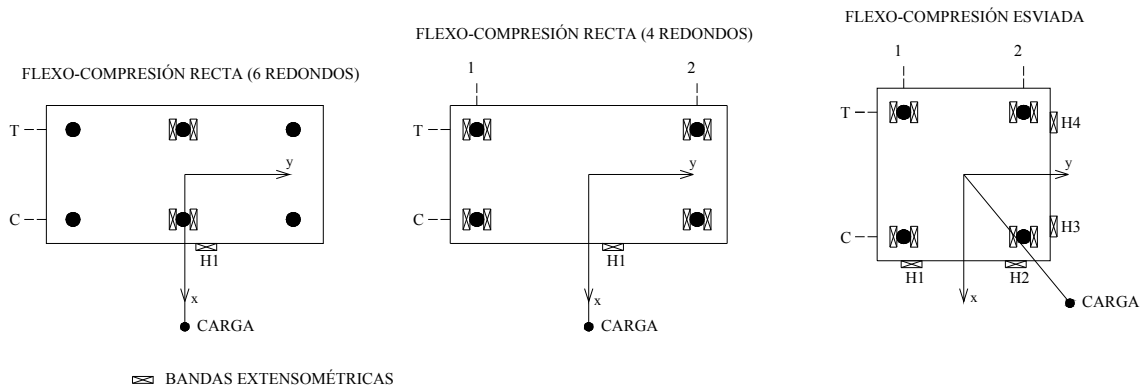 FLEXO-COMPRESIÓN RECTA (6 REDONDOS)
T
C
y
x
H1
CARGA
FLEXO-COMPRESIÓN RECTA (4 REDONDOS)
1
2
T
C
y
x
H1
CARGA
FLEXO-COMPRESIÓN ESVIADA
1
2
T
C
H4
y
H3
H1
H2
x
CARGA
BANDAS EXTENSOMÉTRICAS